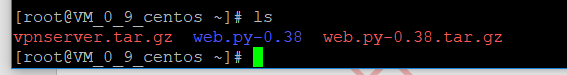 [root@VM_0_9_centos ~]# ls
vpnserver.tar.gz  web.py-0.38  web.py-0.38.tar.gz
[root@VM_0_9_centos ~]#